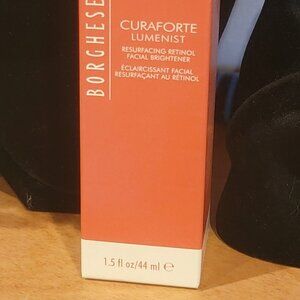 BORGHESE
CURAFORTE
LUMENIST
RESURFACING RETINOL
FACIAL BRIGHTENER
ÉCLAIRCISSANT FACIAL
RESURFAÇANT AU RÉTINOL
1.5 fl oz/44 ml ℮